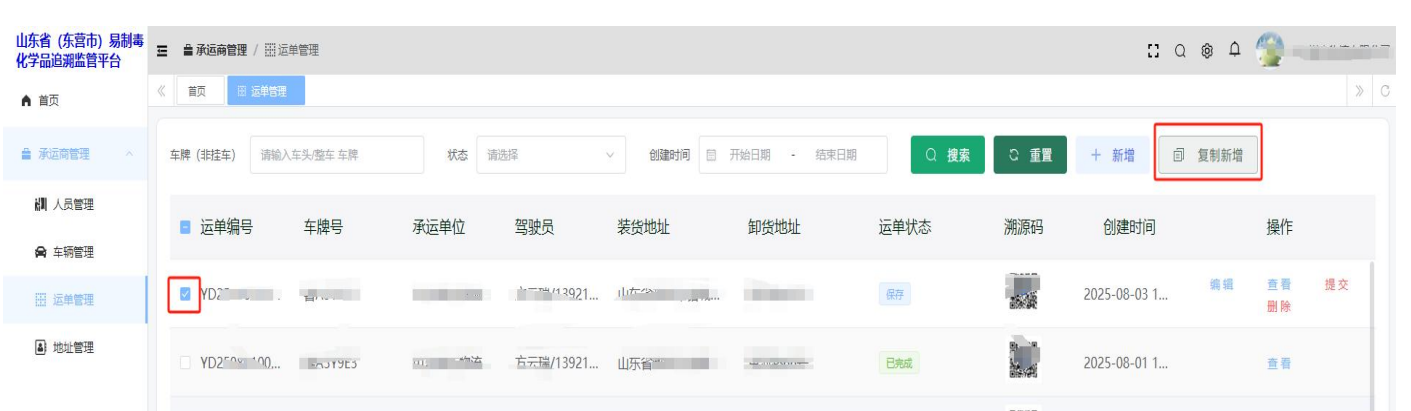 山东省（东营市）易制毒
化学品追溯监管平台
承运商管理 / 运单管理
首页
首页 运单管理
承运商管理
车牌（非挂车） 请输入车头/整车 车牌 状态 请选择 创建时间 开始日期 - 结束日期 搜索 重置 + 新增 复制新增
人员管理
运单编号 车牌号 承运单位 驾驶员 装货地址 卸货地址 运单状态 溯源码 创建时间 操作
车辆管理
运单管理
保存 2025-08-03 1... 编辑 查看 提交
删除
地址管理
/13921... 山东省 已完成 2025-08-01 1... 查看